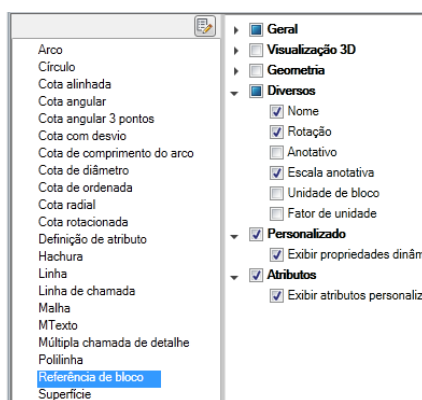 Arco
Círculo
Cota alinhada
Cota angular
Cota angular 3 pontos
Cota com desvio
Cota de comprimento do arco
Cota de diâmetro
Cota de ordenada
Cota radial
Cota rotacionada
Definição de atributo
Hachura
Linha
Linha de chamada
Malha
MTexto
Múltipla chamada de detalhe
Polilinha
Referência de bloco
Superfície
Geral
Visualização 3D
Geometria
Diversos
Nome
Rotação
Anotativo
Escala anotativa
Unidade de bloco
Fator de unidade
Personalizado
Exibir propriedades
Atributos
Exibir atributos